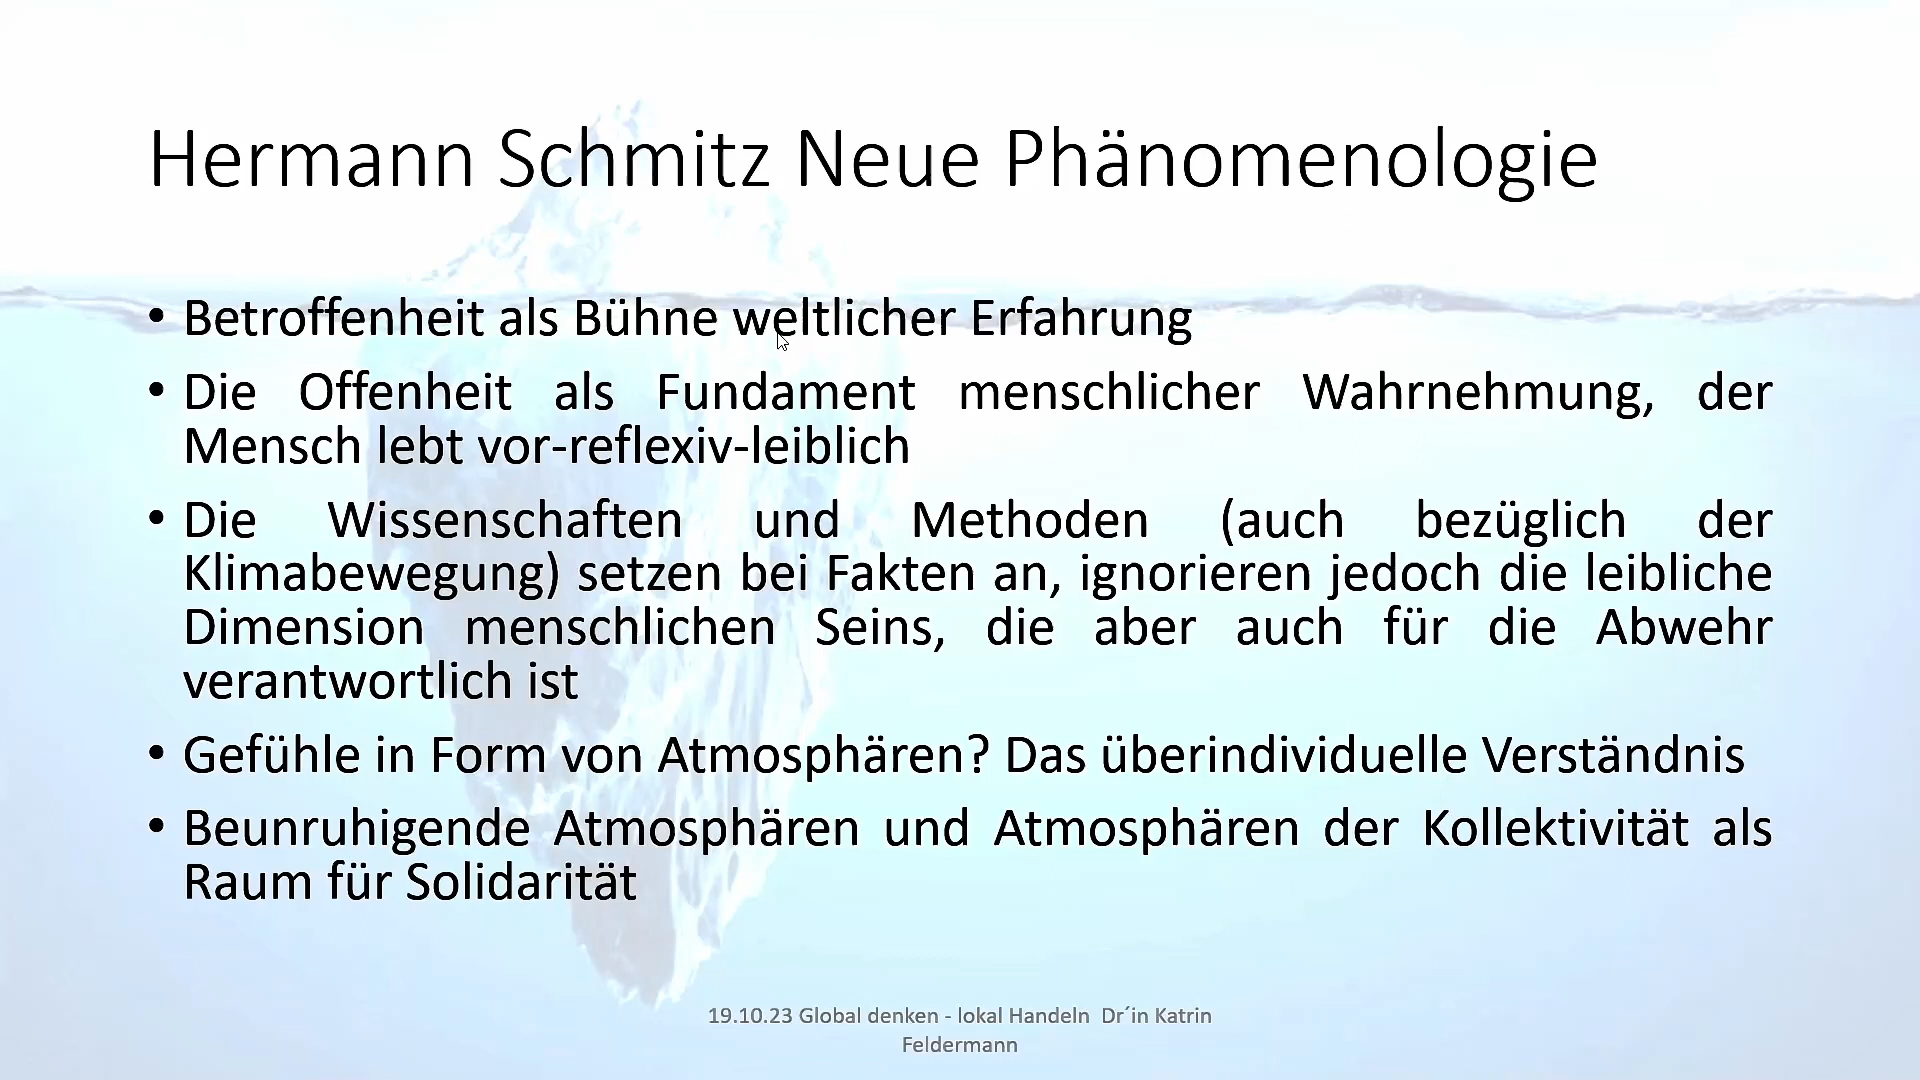 Hermann Schmitz Neue Phänomenologie
• Betroffenheit als Bühne weltlicher Erfahrung
• Die Offenheit als Fundament menschlicher Wahrnehmung, der
Mensch lebt vor-reflexiv-leiblich
• Die Wissenschaften und Methoden (auch bezüglich der
Klimabewegung) setzen bei Fakten an, ignorieren jedoch die leibliche
Dimension menschlichen Seins, die aber auch für die Abwehr
verantwortlich ist
• Gefühle in Form von Atmosphären? Das überindividuelle Verständnis
• Beunruhigende Atmosphären und Atmosphären der Kollektivität als
Raum für Solidarität
19.10.23 Global denken - lokal Handeln  Dr´in Katrin
Feldermann